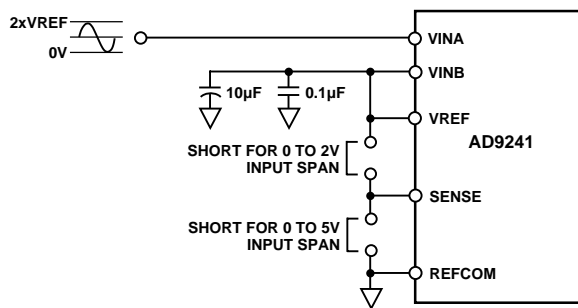 2xVREF
0V
VINA
VINB
10µF
0.1µF
VREF
AD9241
SHORT FOR 0 TO 2V
INPUT SPAN
SENSE
SHORT FOR 0 TO 5V
INPUT SPAN
REFCOM